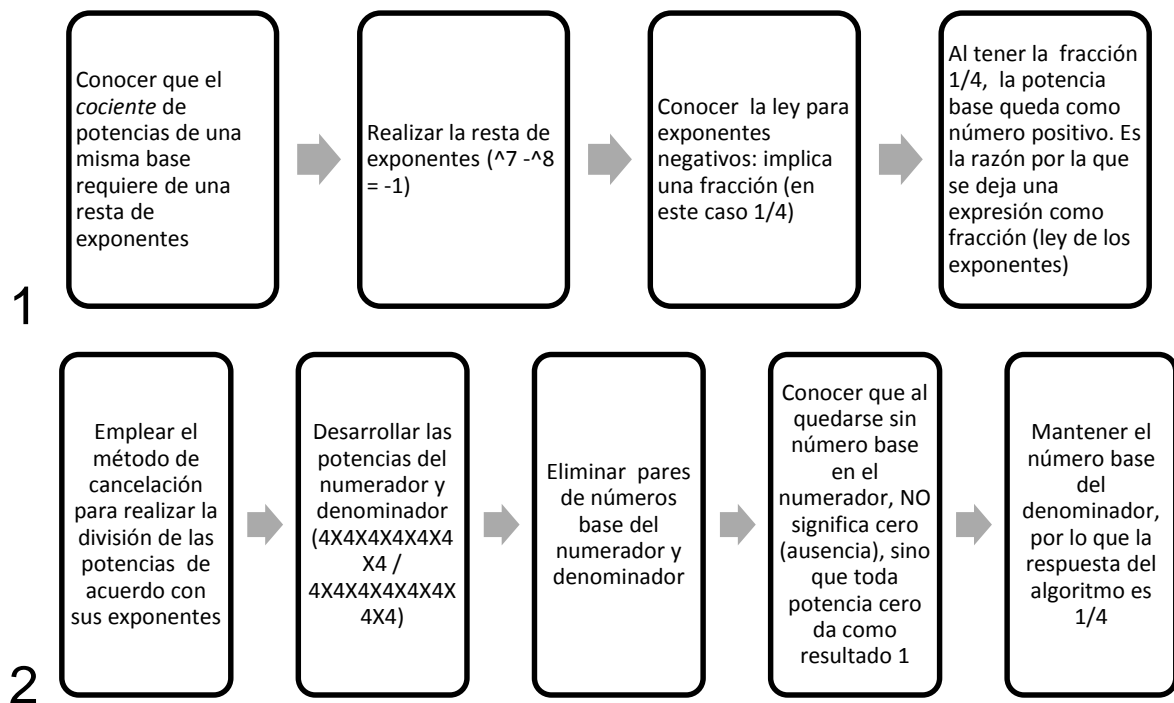 Conocer que el
cociente de
potencias de una
misma base
requiere de una
resta de
exponentes
Realizar la resta de
exponentes (^7 -^8
= -1)
Conocer la ley para
exponentes
negativos: implica
una fracción (en
este caso 1/4)
Al tener la fracción
1/4, la potencia
base queda como
número positivo. Es
la razón por la que
se deja una
expresión como
fracción (ley de los
exponentes)
1
Emplear el
método de
cancelación
para realizar la
división de las
potencias de
acuerdo con
sus exponentes
Desarrollar las
potencias del
numerador y
denominador
(4X4X4X4X4X4
X4 /
4X4X4X4X4X4X
4X4)
Eliminar pares
de números
base del
numerador y
denominador
Conocer que al
quedarse sin
número base
en el
numerador, NO
significa cero
(ausencia), sino
que toda
potencia cero
da como
resultado 1
Mantener el
número base
del
denominador,
por lo que la
respuesta del
algoritmo es
1/4
2